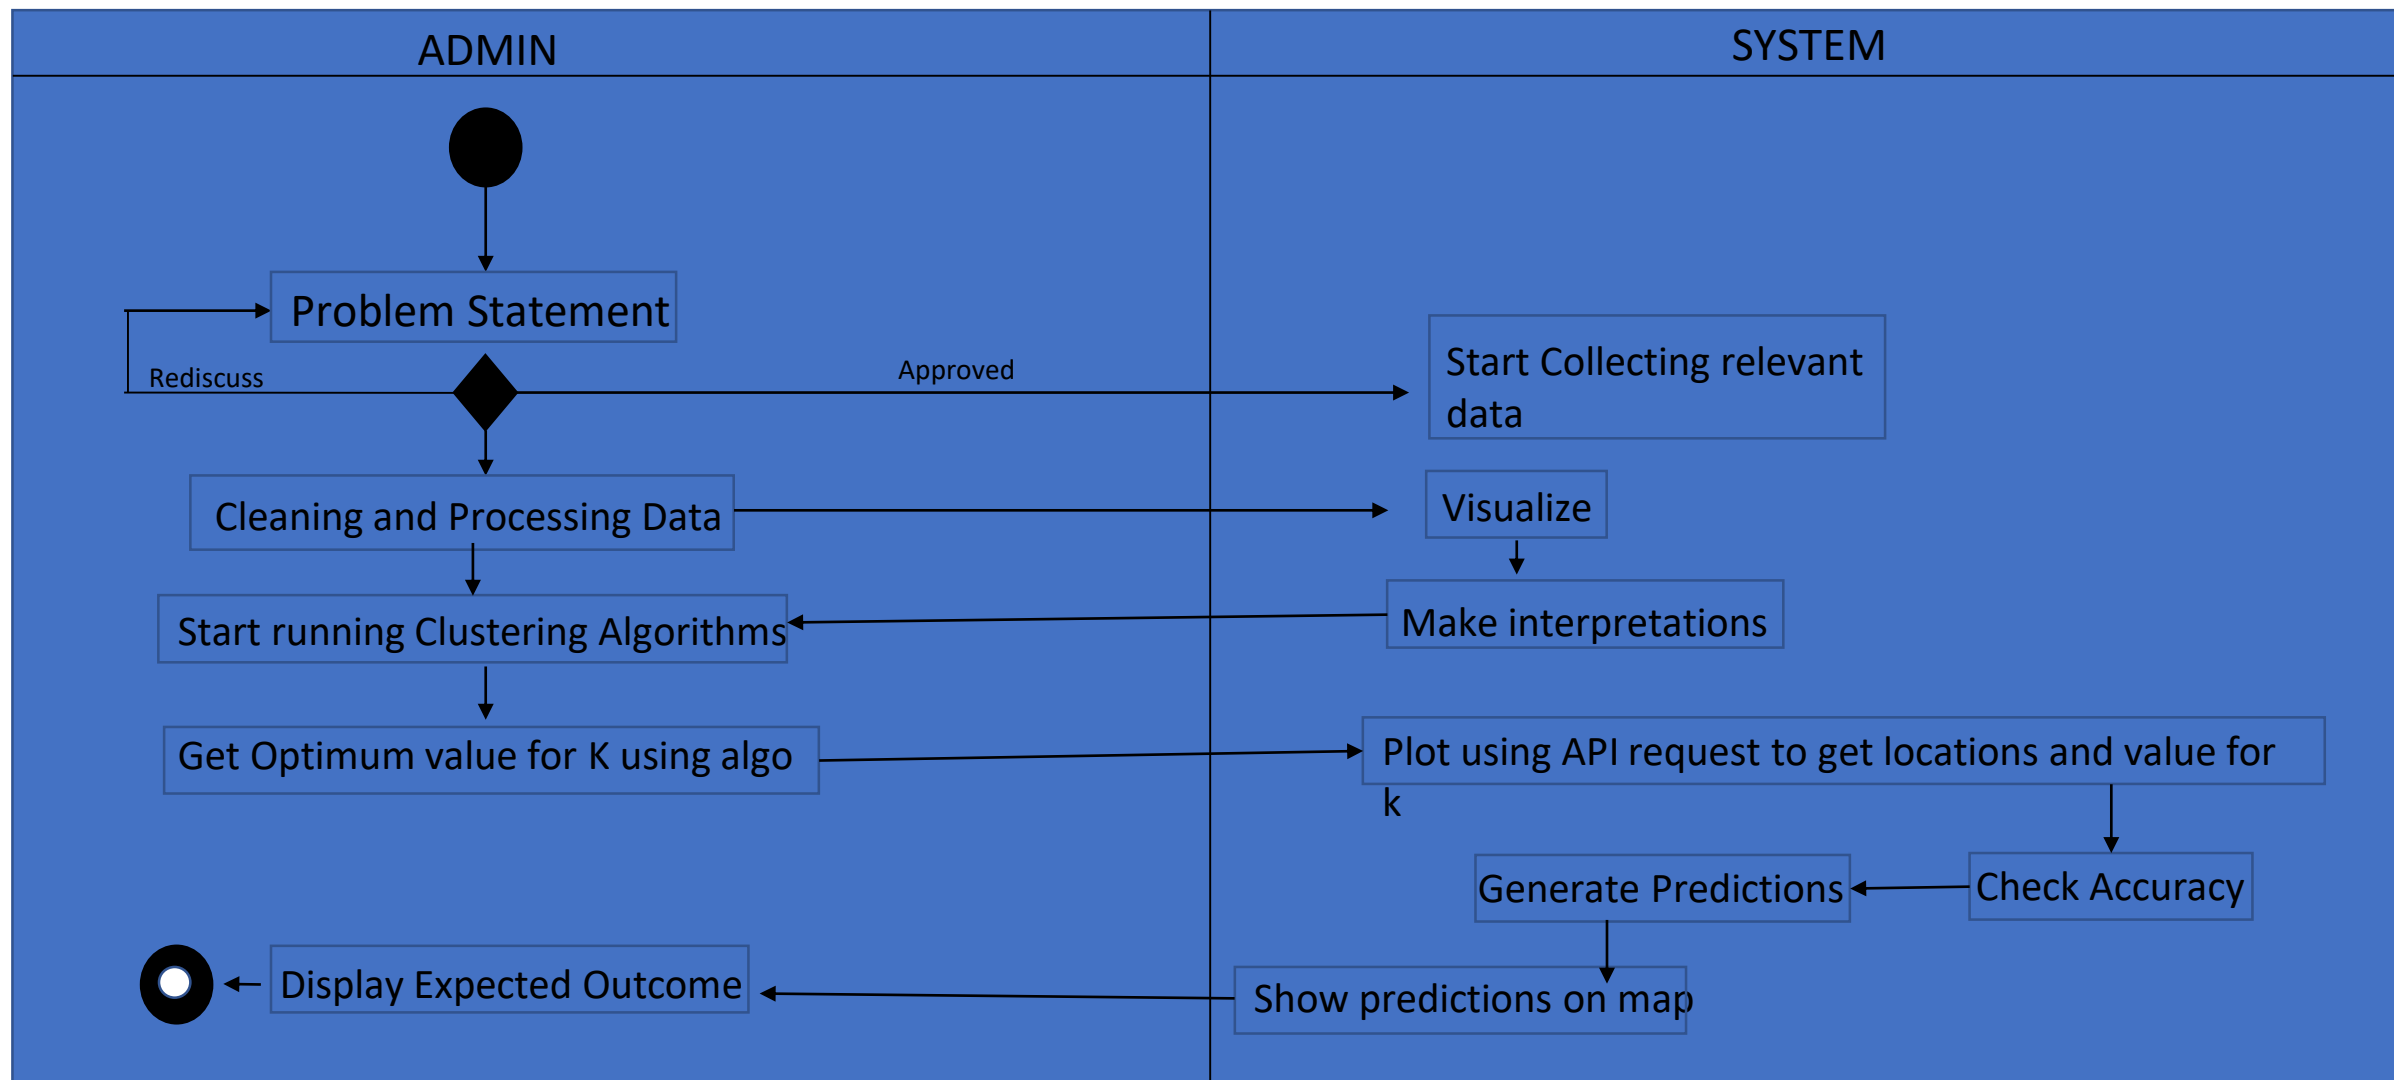 ADMIN
SYSTEM
Problem Statement
Rediscuss
Approved
Start Collecting relevant
data
Cleaning and Processing Data
Visualize
Start running Clustering Algorithms
Make interpretations
Get Optimum value for K using algo
Plot using API request to get locations and value for
k
Generate Predictions
Check Accuracy
Display Expected Outcome
Show predictions on map